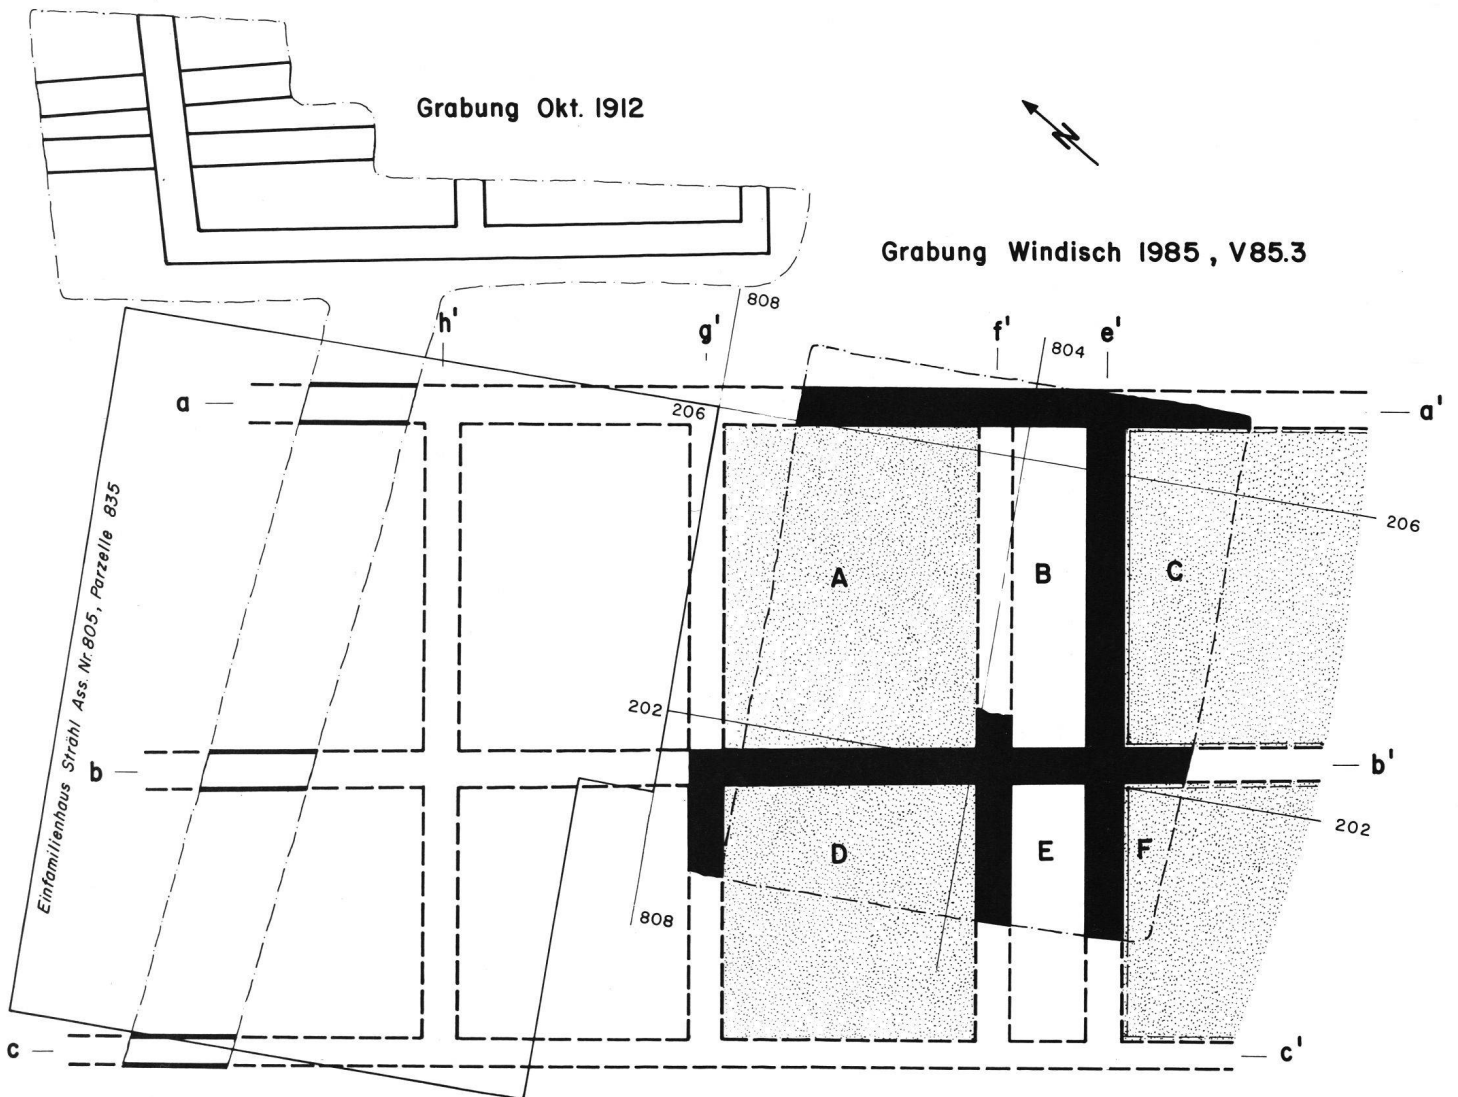 Grabung Okt. 1912
N
Grabung Windisch 1985, V85.3
808
h'
g'
f'
e'
804
a
206
a'
206
Einfamilienhaus Strähl Ass. Nr. 805, Parzelle 835
A
B
C
202
b
b'
202
D
E
F
808
c
c'